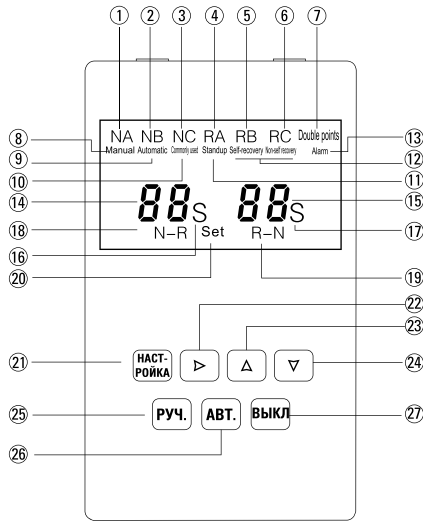 ① ② ③ ④ ⑤ ⑥ ⑦
NA NB NC RA RB RC Double points
⑧ Manual Automatic Commonly used Standup Self-recovery Non-self recovery Alarm ⑬
⑨ ⑫
⑩ ⑪
⑭ 88S 88S ⑮
⑱ N–R Set R–N ⑰
⑯
⑳ ⑲
㉒
㉓
㉑ НАСТ-
РОЙКА ▷ △ ▽ ㉔
㉕ РУЧ. АВТ. ВЫКЛ ㉗
㉖